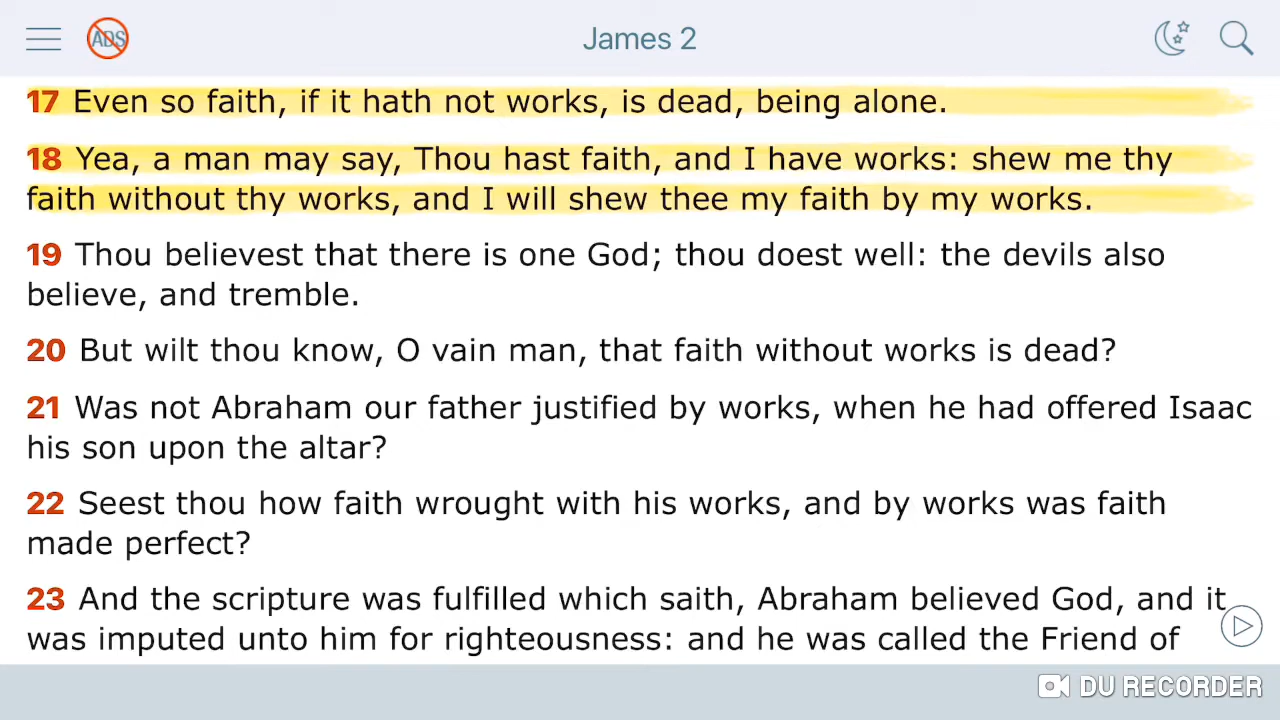 ADS
James 2
17 Even so faith, if it hath not works, is dead, being alone.
18 Yea, a man may say, Thou hast faith, and I have works: shew me thy
faith without thy works, and I will shew thee my faith by my works.
19 Thou believest that there is one God; thou doest well: the devils also
believe, and tremble.
20 But wilt thou know, O vain man, that faith without works is dead?
21 Was not Abraham our father justified by works, when he had offered Isaac
his son upon the altar?
22 Seest thou how faith wrought with his works, and by works was faith
made perfect?
23 And the scripture was fulfilled which saith, Abraham believed God, and it
was imputed unto him for righteousness: and he was called the Friend of
DU RECORDER